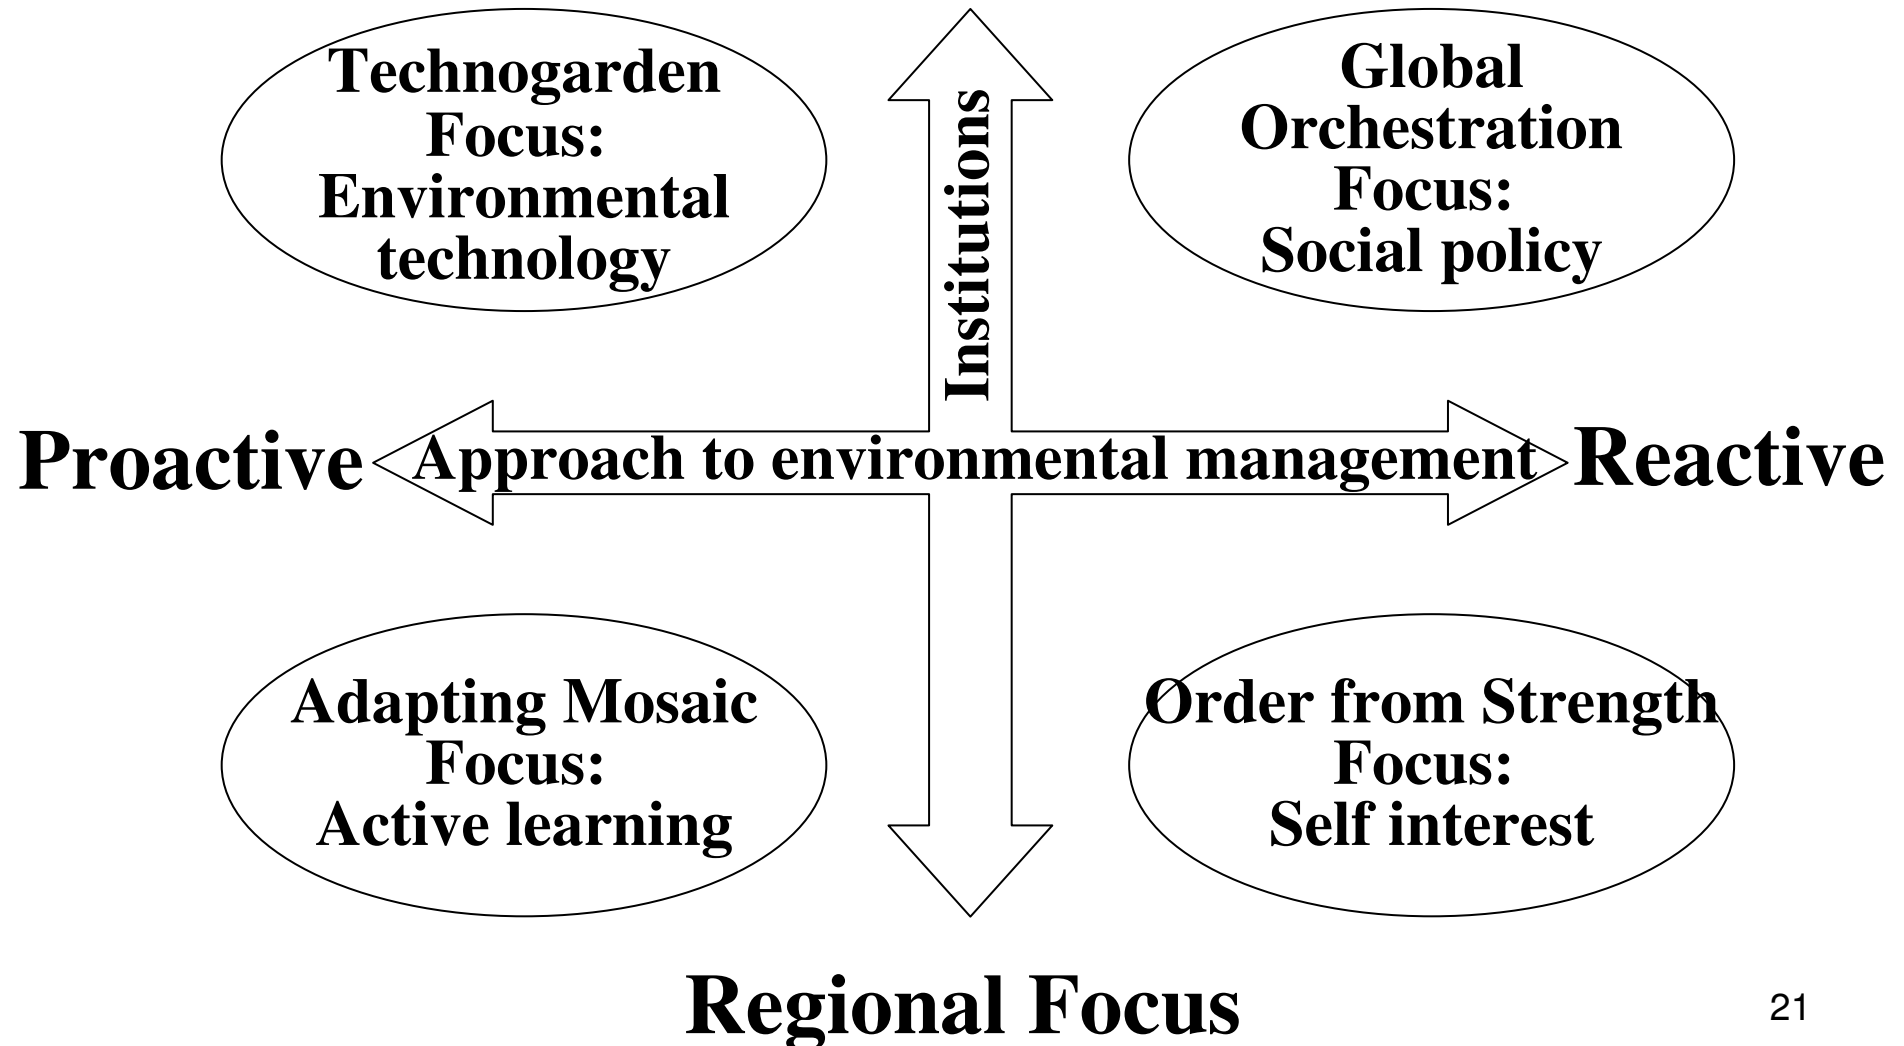 Technogarden
Focus:
Environmental
technology
Global
Orchestration
Focus:
Social policy
Institutions
Proactive
Approach to environmental management
Reactive
Adapting Mosaic
Focus:
Active learning
Order from Strength
Focus:
Self interest
Regional Focus
21